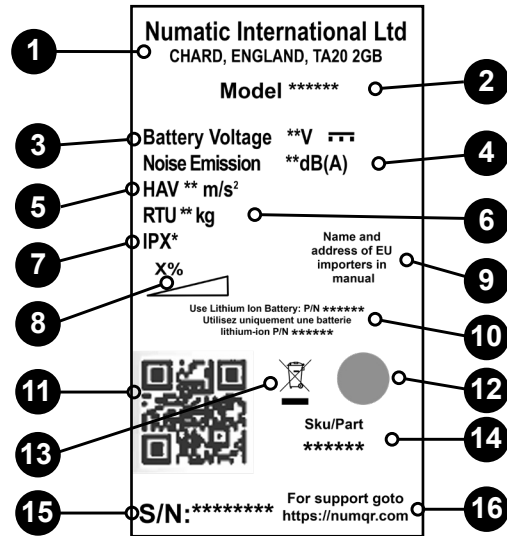 Numatic International Ltd
1
CHARD, ENGLAND, TA20 2GB
Model ******
2
3
Battery Voltage **V
Noise Emission **dB(A)
4
5
HAV ** m/s²
RTU ** kg
6
7
IPX*
Name and
address of EU
importers in
manual
9
X%
8
Use Lithium Ion Battery: P/N ******
Utilisez uniquement une batterie
lithium-ion P/N ******
10
11
12
13
Sku/Part
******
14
15
S/N:********
For support goto
https://numqr.com
16